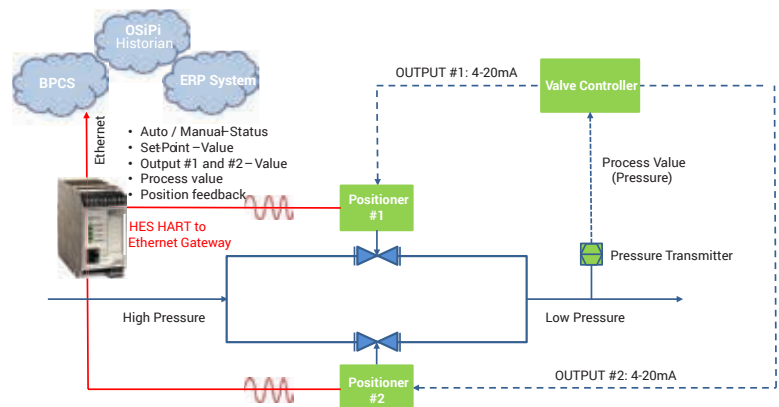 OSiPi
Historian
BPCS
ERP System
OUTPUT #1: 4-20mA
Valve Controller
Ethernet
• Auto / Manual–Status
• SetPoint–Value
• Output #1 and #2–Value
• Process value
• Position feedback
Process Value
(Pressure)
Positioner
#1
HES HART to
Ethernet Gateway
Pressure Transmitter
High Pressure
Low Pressure
Positioner
#2
OUTPUT #2: 4-20mA